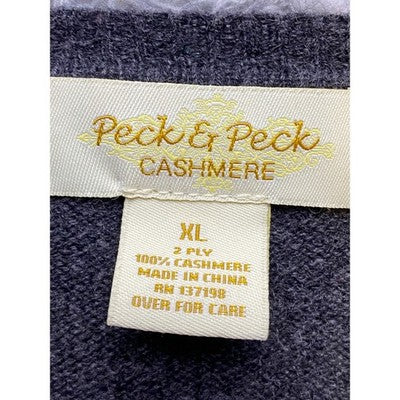 Peck & Peck
CASHMERE
XL
2 PLY
100% CASHMERE
MADE IN CHINA
RN 137198
OVER FOR CARE